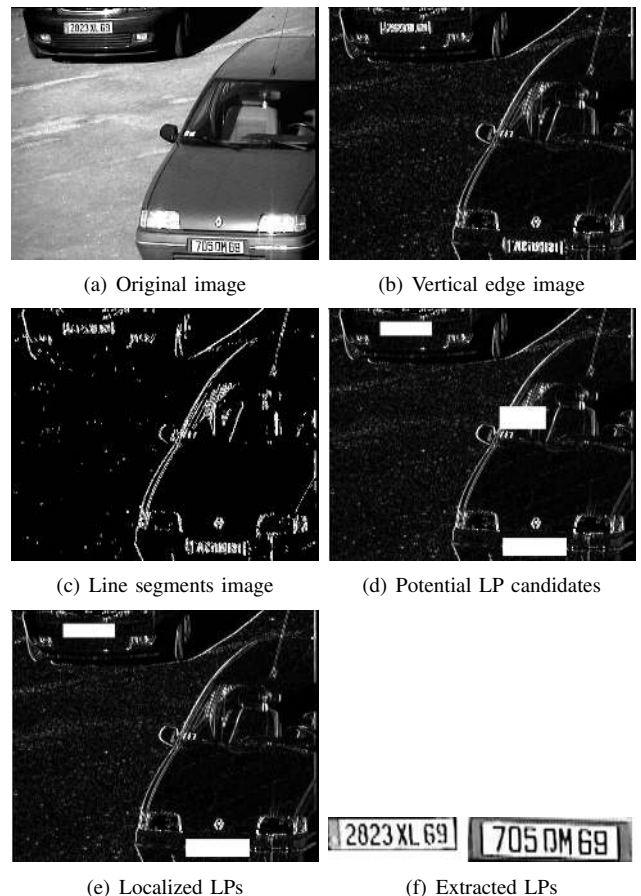 2823 XL 69
705 DM 69
(a) Original image
(b) Vertical edge image
(c) Line segments image
(d) Potential LP candidates
2823 XL 69
705 DM 69
(e) Localized LPs
(f) Extracted LPs